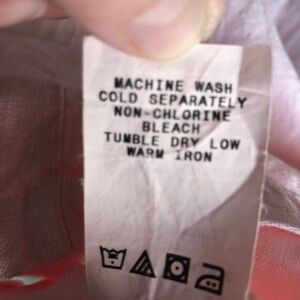 MACHINE WASH
COLD SEPARATELY
NON-CHLORINE
BLEACH
TUMBLE DRY LOW
WARM IRON